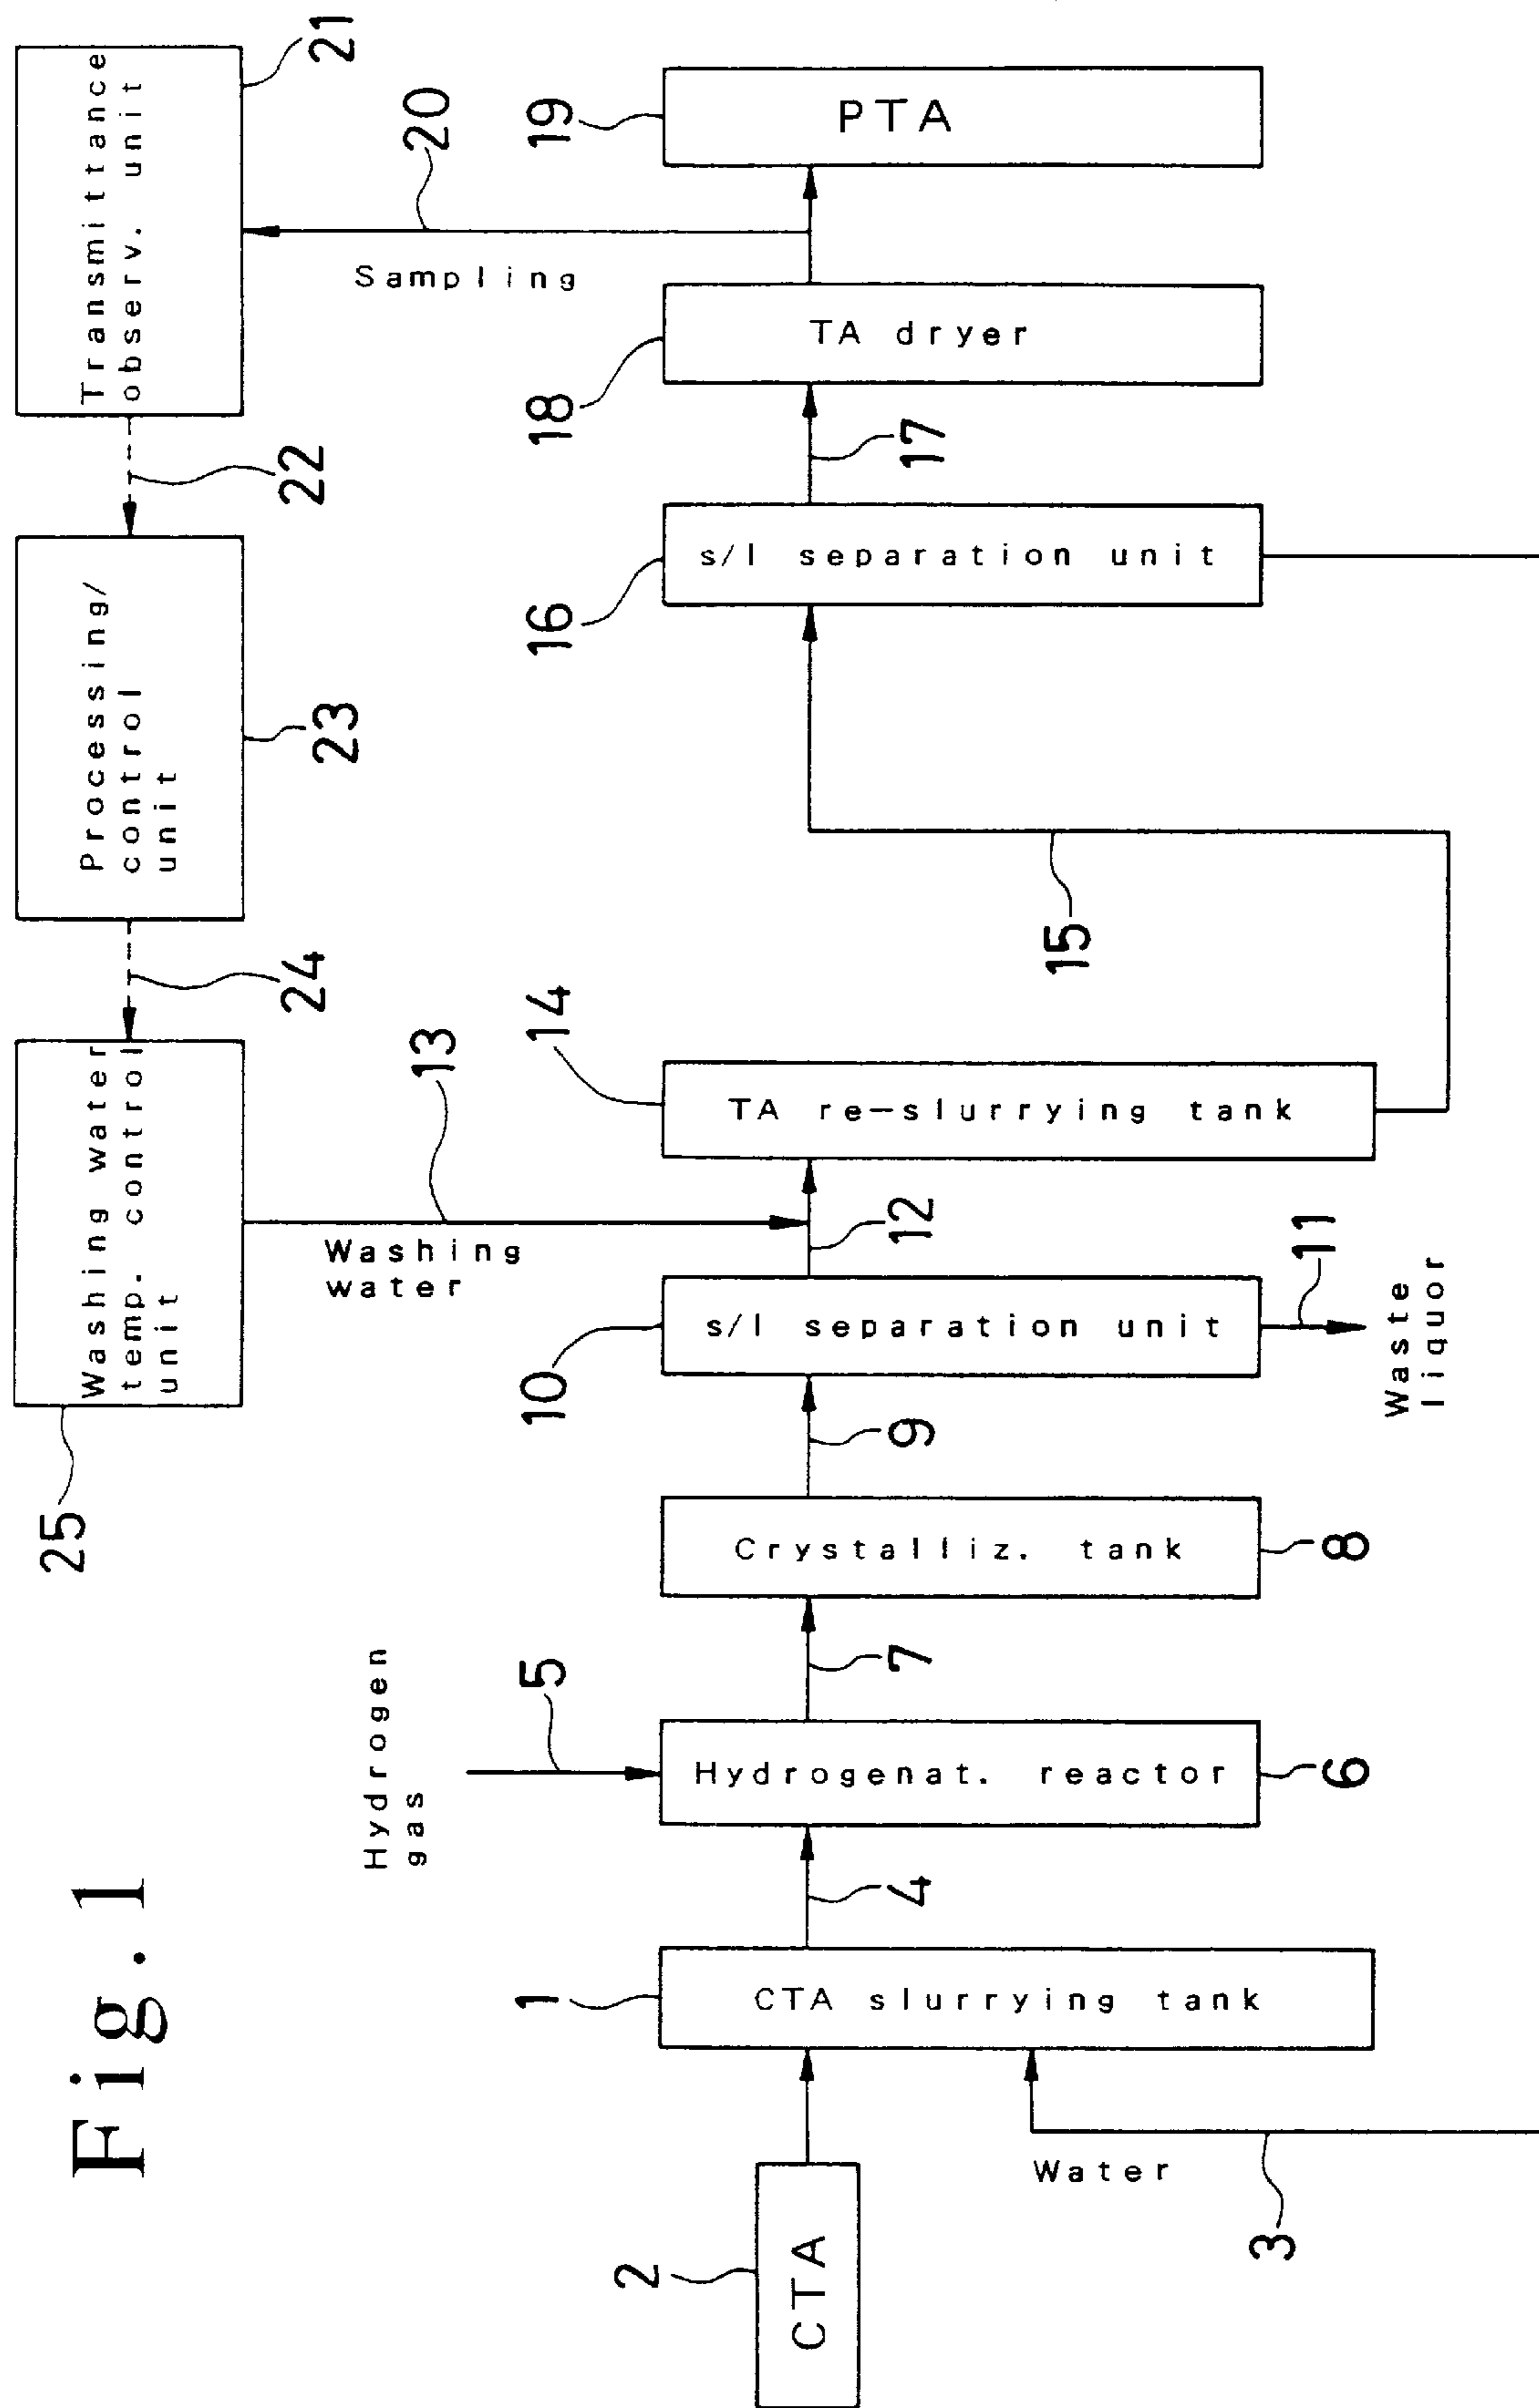 Fig. 1
25
Washing water
temp. control
unit
24
Processing/
control
unit
23
22
Transmittance
observ. unit
21
Hydrogen
gas
5
Washing
water
13
Sampling
20
2
CTA
1
CTA slurrying tank
4
Hydrogenat. reactor
6
7
Crystalliz. tank
8
9
10
s/l separation unit
12
14
TA re-slurrying tank
15
16
s/l separation unit
17
18
TA dryer
19
PTA
Water
3
11
Waste
liquor